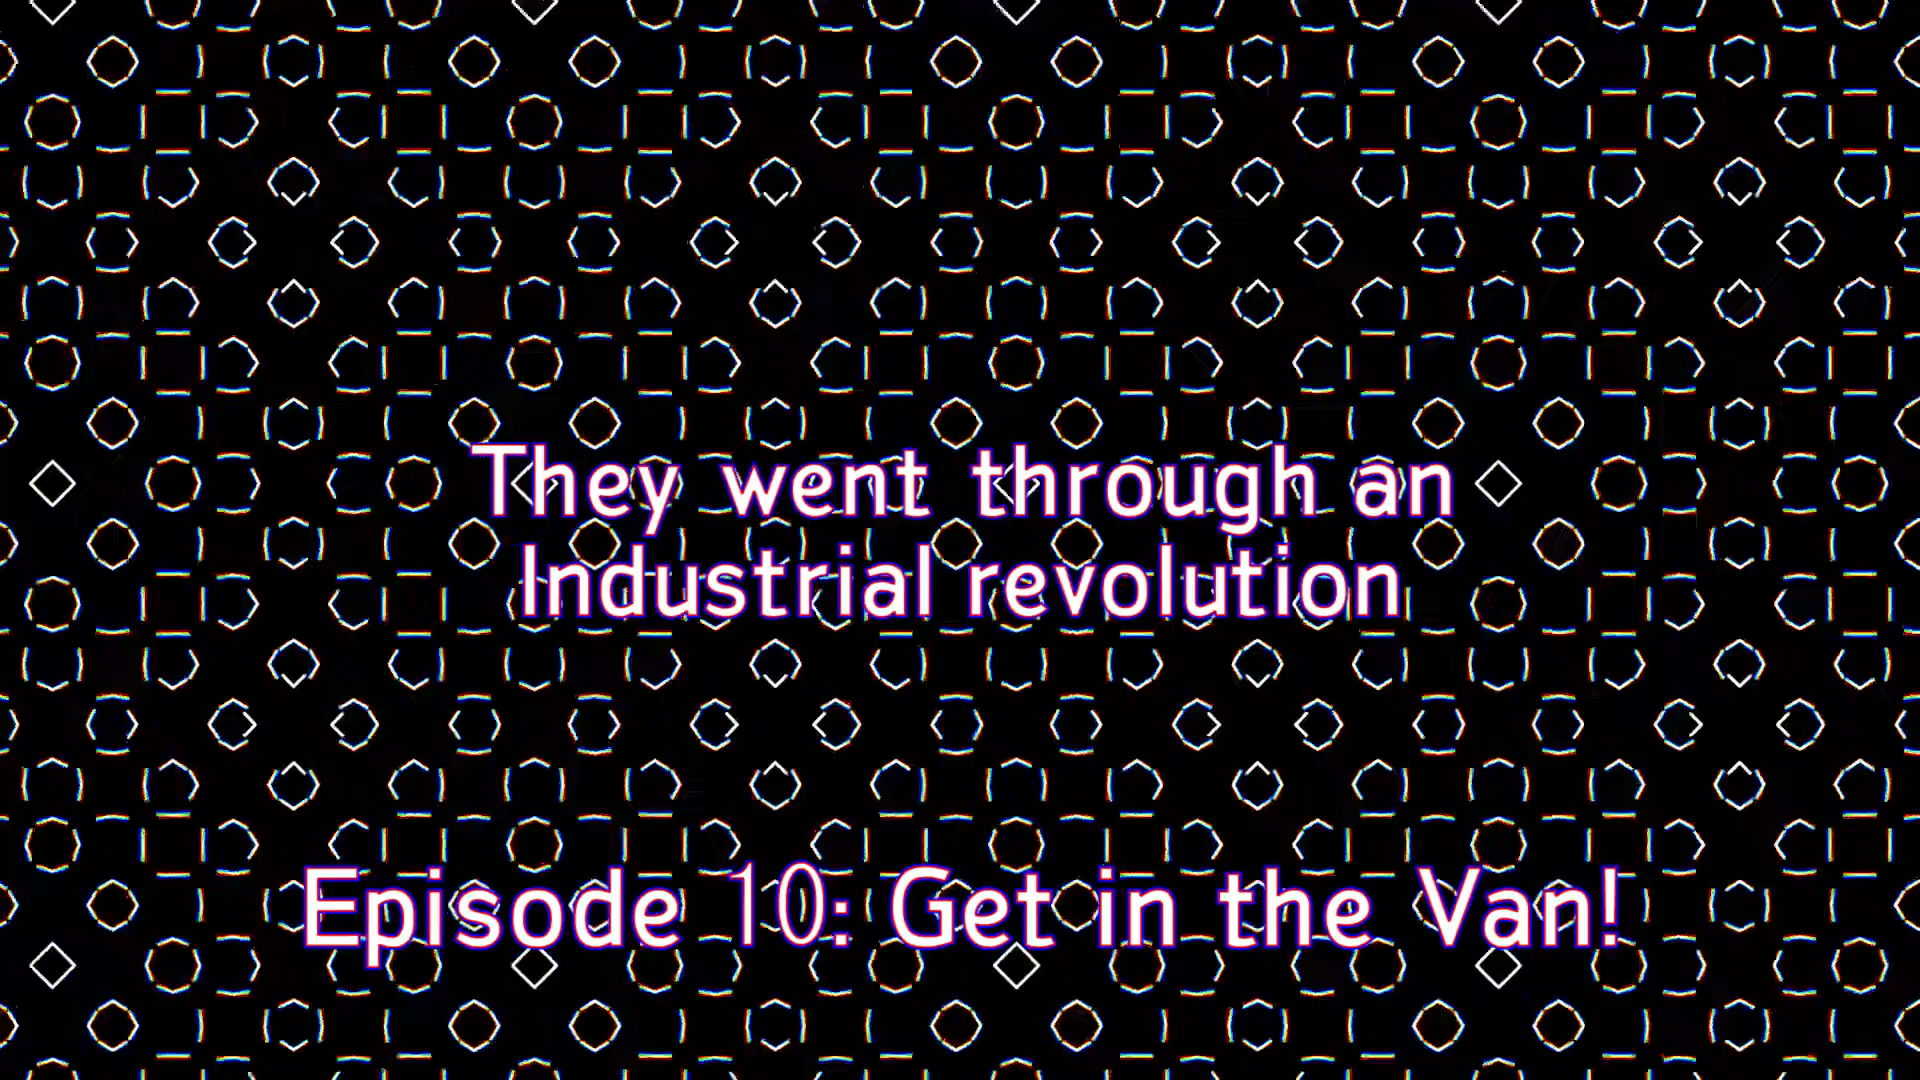 They went through an
Industrial revolution
Episode 10: Get in the Van!